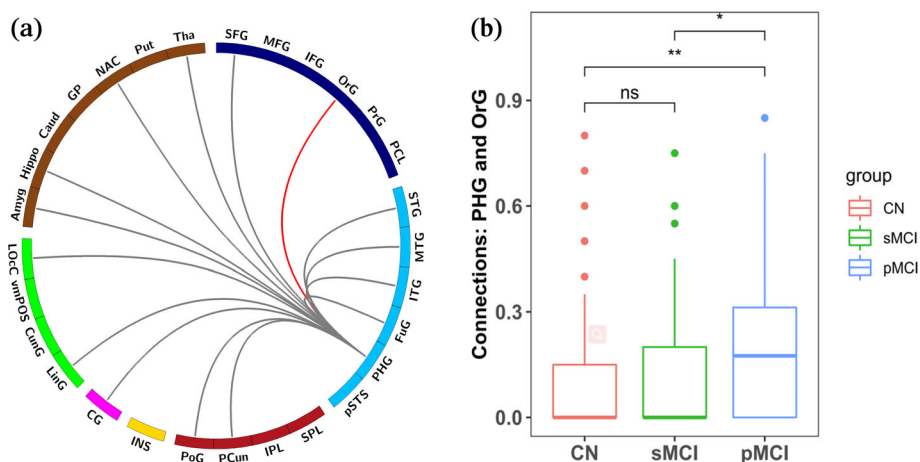 (a)
SFG
MFG
IFG
OrG
PrG
PCL
STG
MTG
ITG
FuG
PHG
pSTS
SPL
IPL
PCun
PoG
INS
CG
LinG
CunG
vmPOS
LOcC
Amyg
Hippo
Caud
GP
NAC
Put
Tha
(b)
Connections: PHG and OrG
0.9
0.6
0.3
0.0
*
**
ns
CN
sMCI
pMCI
group
CN
sMCI
pMCI